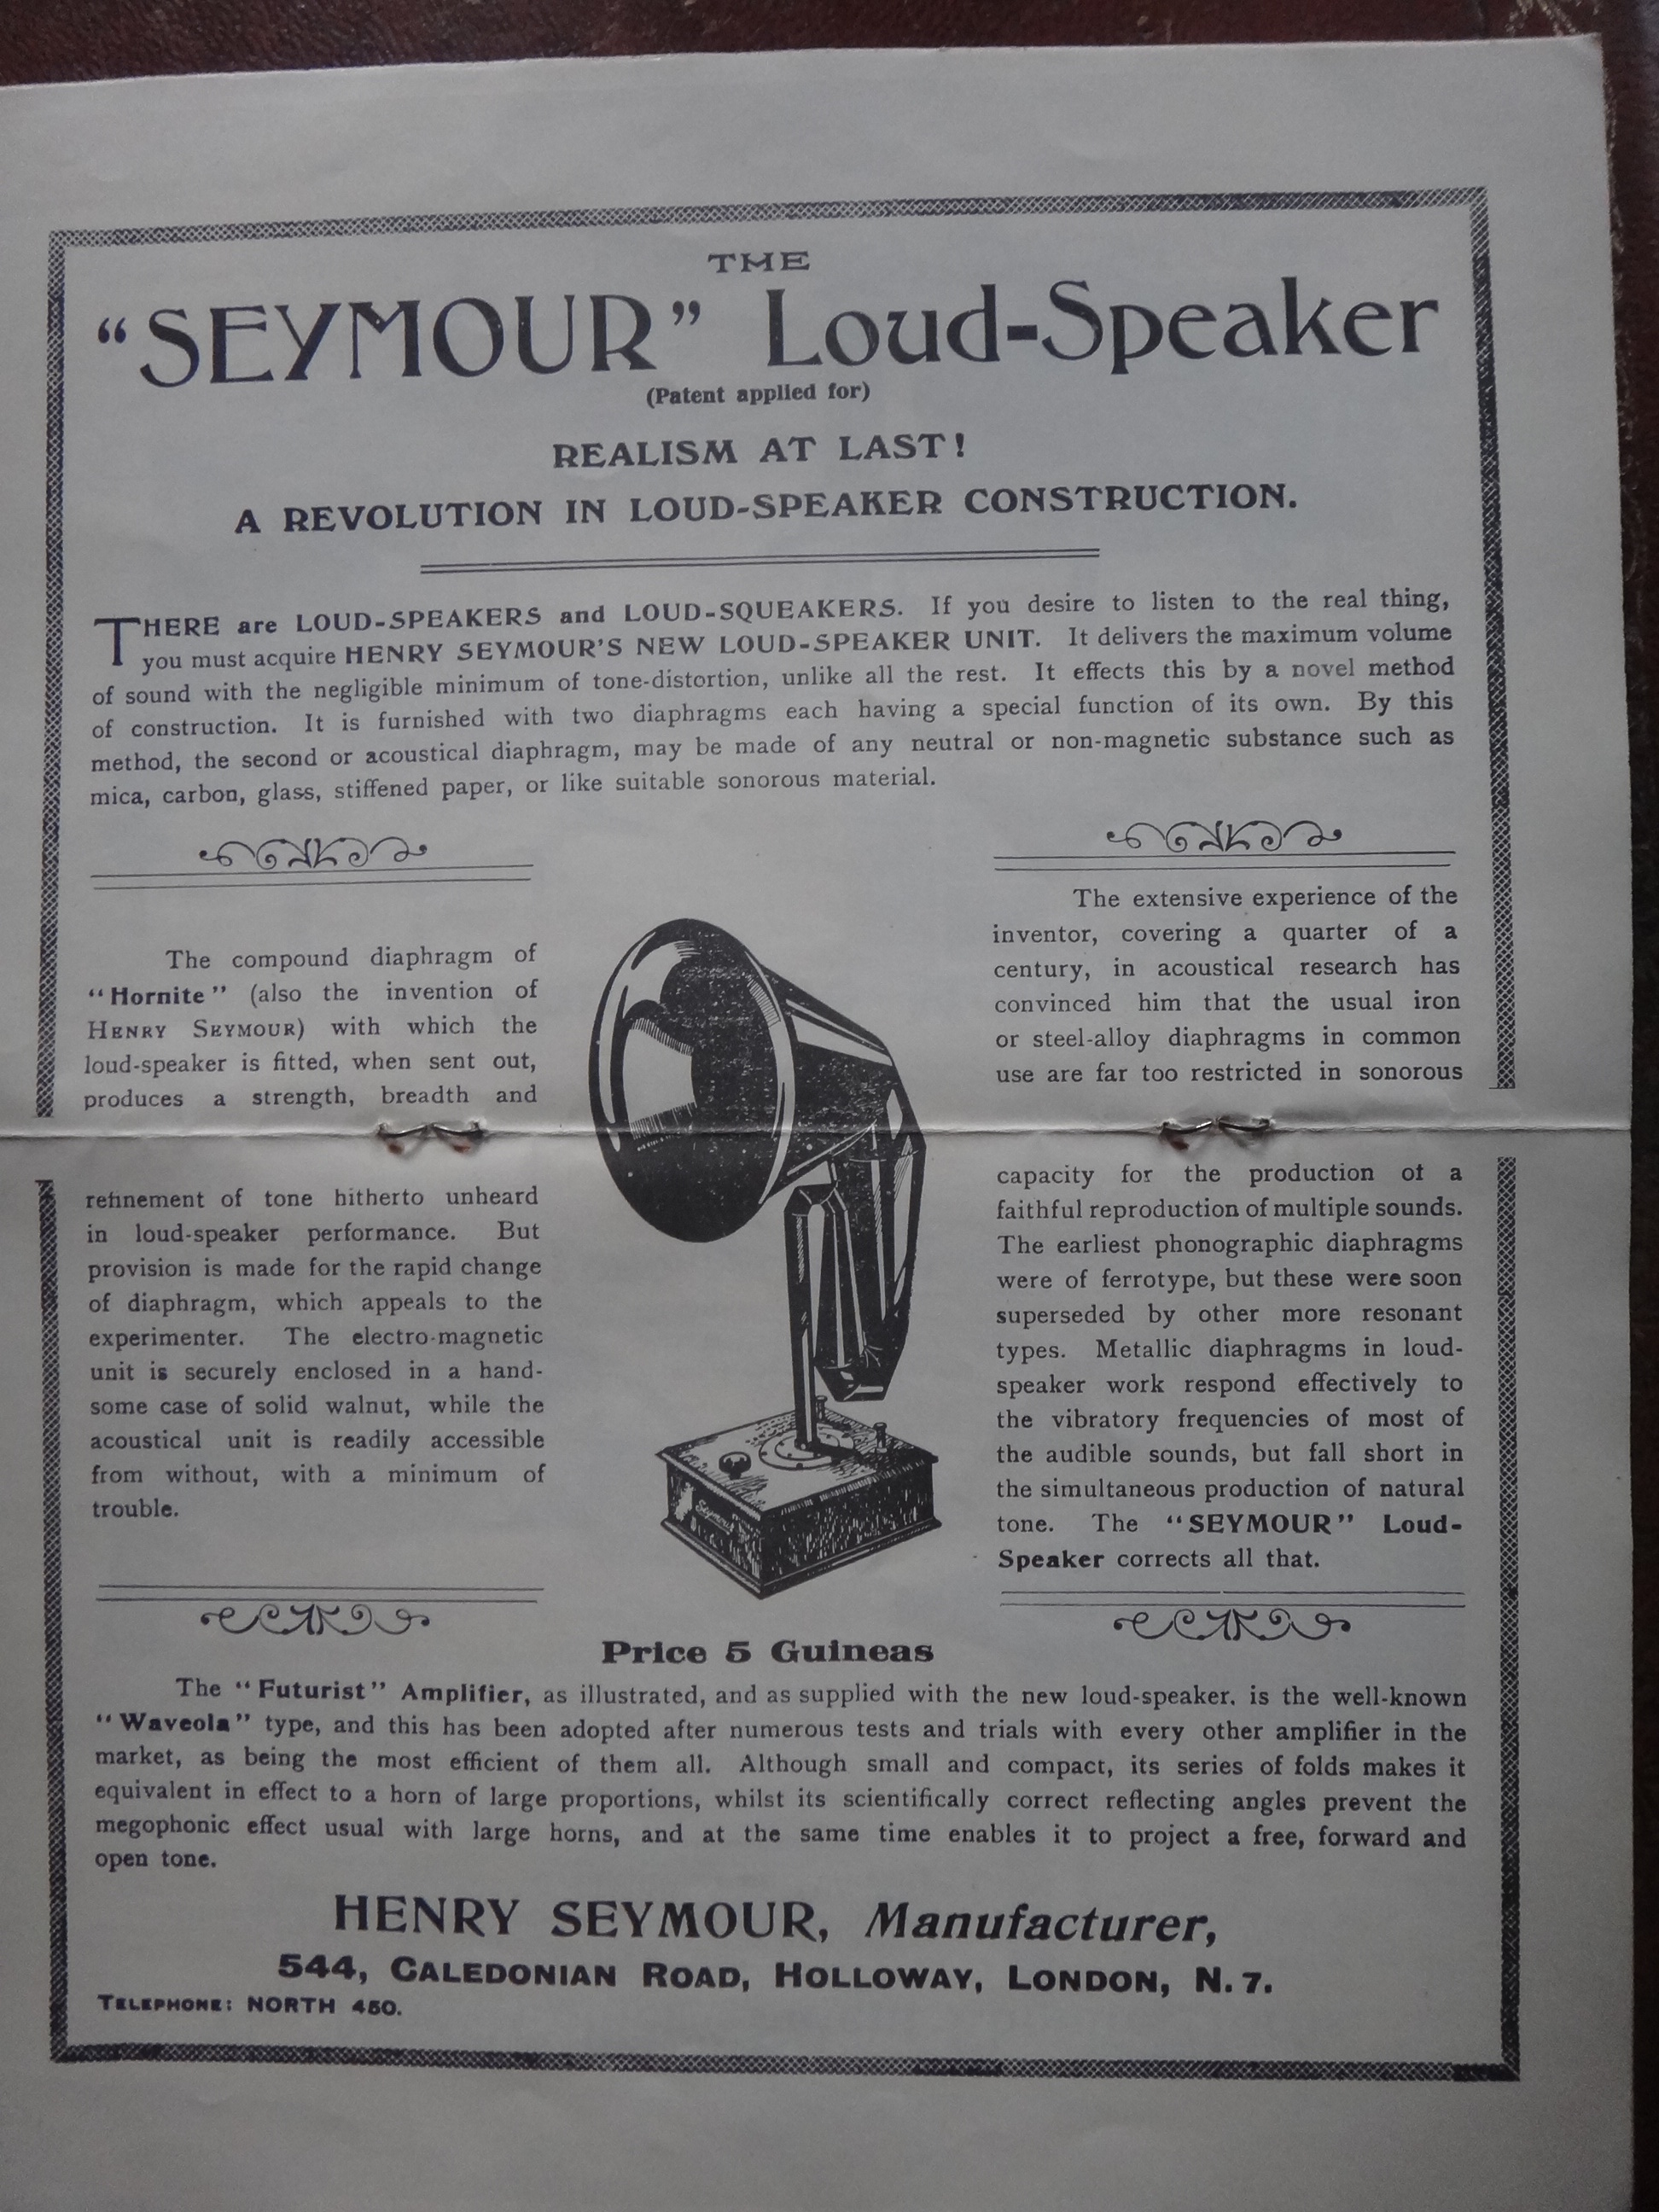 THE
“SEYMOUR” Loud-Speaker
(Patent applied for)
REALISM AT LAST!
A REVOLUTION IN LOUD-SPEAKER CONSTRUCTION.
THERE are LOUD-SPEAKERS and LOUD-SQUEAKERS. If you desire to listen to the real thing,
you must acquire HENRY SEYMOUR’S NEW LOUD-SPEAKER UNIT. It delivers the maximum volume
of sound with the negligible minimum of tone-distortion, unlike all the rest. It effects this by a novel method
of construction. It is furnished with two diaphragms each having a special function of its own. By this
method, the second or acoustical diaphragm, may be made of any neutral or non-magnetic substance such as
mica, carbon, glass, stiffened paper, or like suitable sonorous material.
The compound diaphragm of
“Hornite” (also the invention of
HENRY SEYMOUR) with which the
loud-speaker is fitted, when sent out,
produces a strength, breadth and
refinement of tone hitherto unheard
in loud-speaker performance. But
provision is made for the rapid change
of diaphragm, which appeals to the
experimenter. The electro-magnetic
unit is securely enclosed in a hand-
some case of solid walnut, while the
acoustical unit is readily accessible
from without, with a minimum of
trouble.
Seymour
The extensive experience of the
inventor, covering a quarter of a
century, in acoustical research has
convinced him that the usual iron
or steel-alloy diaphragms in common
use are far too restricted in sonorous
capacity for the production of a
faithful reproduction of multiple sounds.
The earliest phonographic diaphragms
were of ferrotype, but these were soon
superseded by other more resonant
types. Metallic diaphragms in loud-
speaker work respond effectively to
the vibratory frequencies of most of
the audible sounds, but fall short in
the simultaneous production of natural
tone. The “SEYMOUR” Loud-
Speaker corrects all that.
Price 5 Guineas
The “Futurist” Amplifier, as illustrated, and as supplied with the new loud-speaker. is the well-known
“Waveola” type, and this has been adopted after numerous tests and trials with every other amplifier in the
market, as being the most efficient of them all. Although small and compact, its series of folds makes it
equivalent in effect to a horn of large proportions, whilst its scientifically correct reflecting angles prevent the
megophonic effect usual with large horns, and at the same time enables it to project a free, forward and
open tone.
HENRY SEYMOUR, Manufacturer,
544, CALEDONIAN ROAD, HOLLOWAY, LONDON, N.7.
TELEPHONE: NORTH 450.